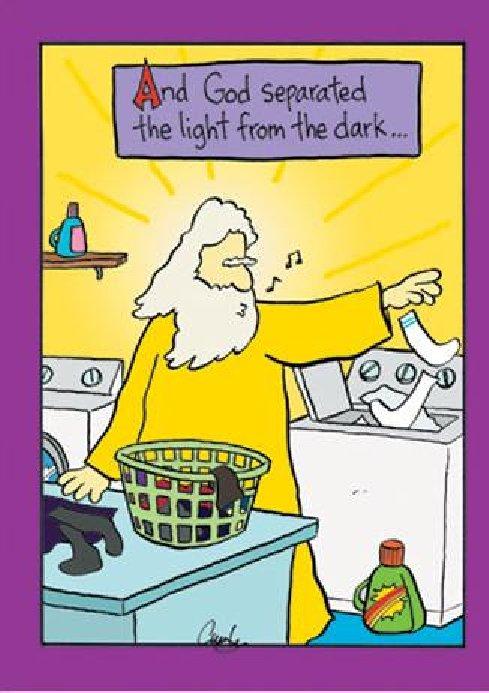 And God separated
the light from the dark...